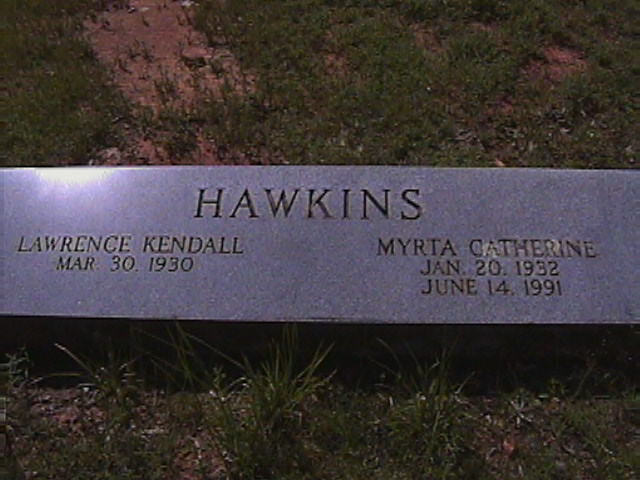 HAWKINS
LAWRENCE KENDALL
MAR. 30. 1930
MYRTA CATHERINE
JAN. 20. 1932
JUNE 14. 1991